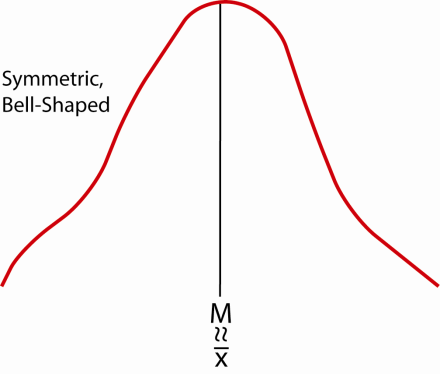 Symmetric,
Bell-Shaped
M
≈
x̅